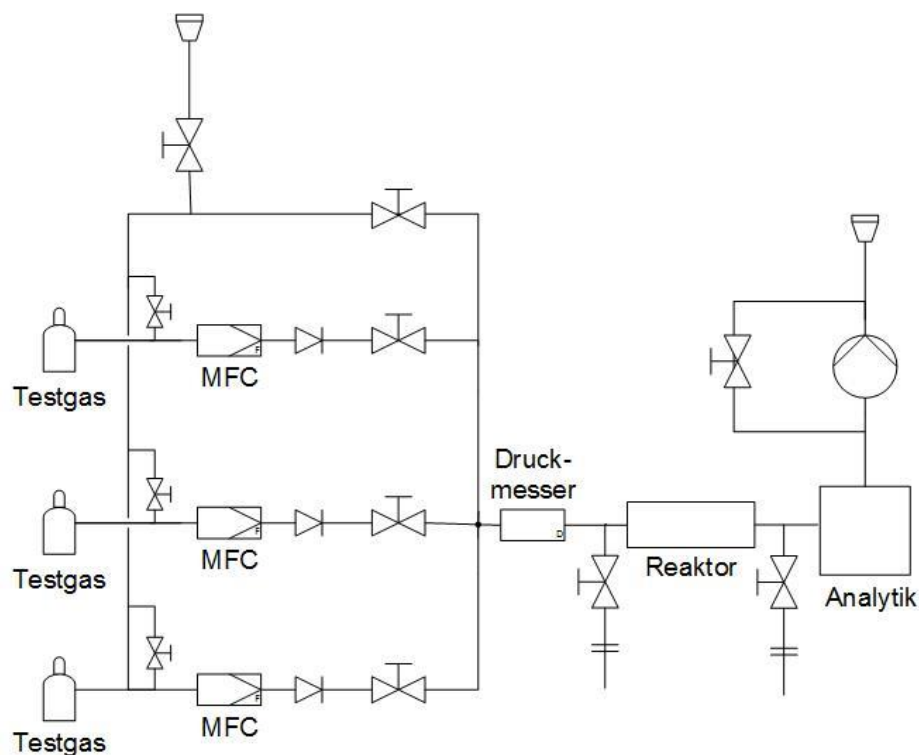 Testgas
MFC
F
Testgas
MFC
F
Testgas
MFC
F
Druck-
messer
D
Reaktor
Analytik